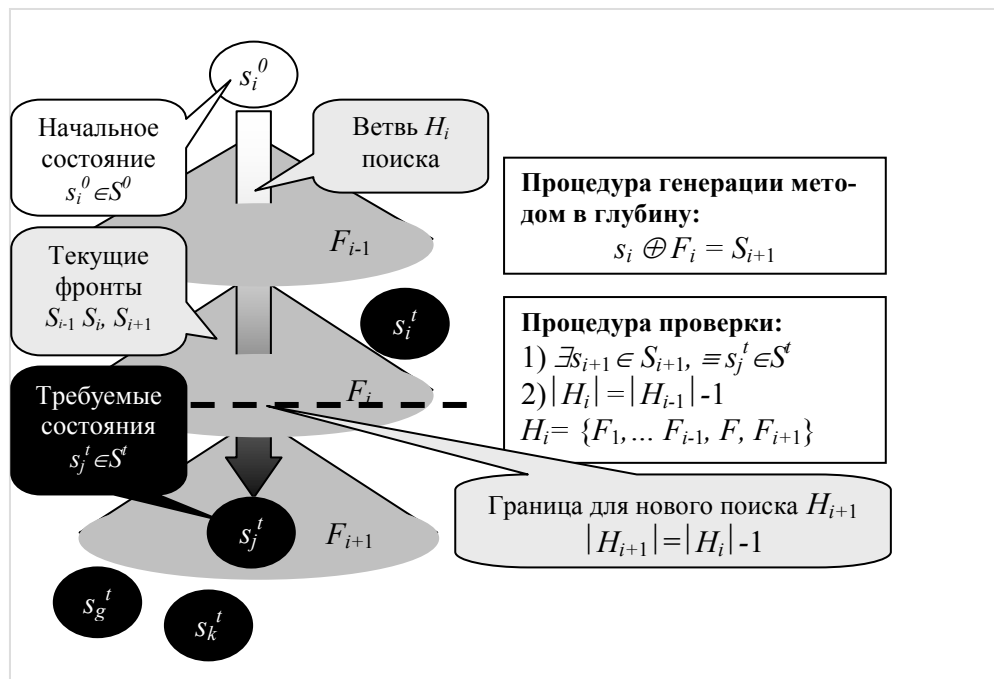 s_i^0
Начальное
состояние
s_i^0∈S^0
Ветвь H_i
поиска
Процедура генерации мето-
дом в глубину:
s_i ⊕ F_i = S_{i+1}
F_{i-1}
Текущие
фронты
S_{i-1} S_i, S_{i+1}
s_i^t
Процедура проверки:
1) ∃s_{i+1} ∈ S_{i+1}, ≡ s_j^t∈S^t
2)|H_i| = |H_{i-1}| -1
H_i = {F_1,... F_{i-1}, F, F_{i+1}}
F_i
Требуемые
состояния
s_j^t∈S^t
Граница для нового поиска H_{i+1}
|H_{i+1}|=|H_i|-1
s_j^t
F_{i+1}
s_g^t
s_k^t